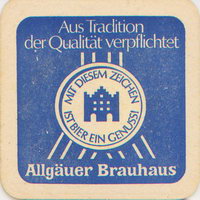 Aus Tradition
der Qualität verpflichtet
MIT DIESEM ZEICHEN
IST BIER EIN GENUSS!
Allgäuer Brauhaus